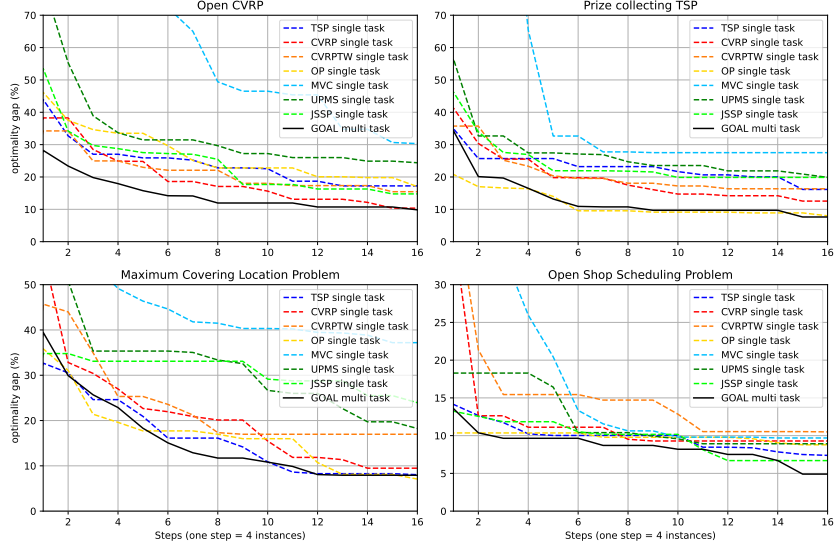 Open CVRP
optimality gap (%)
70
60
50
40
30
20
10
0
2 4 6 8 10 12 14 16
TSP single task
CVRP single task
CVRPTW single task
OP single task
MVC single task
UPMS single task
JSSP single task
GOAL multi task
Prize collecting TSP
70
60
50
40
30
20
10
0
2 4 6 8 10 12 14 16
TSP single task
CVRP single task
CVRPTW single task
OP single task
MVC single task
UPMS single task
JSSP single task
GOAL multi task
Maximum Covering Location Problem
optimality gap (%)
50
40
30
20
10
0
2 4 6 8 10 12 14 16
Steps (one step = 4 instances)
TSP single task
CVRP single task
CVRPTW single task
OP single task
MVC single task
UPMS single task
JSSP single task
GOAL multi task
Open Shop Scheduling Problem
30
25
20
15
10
5
0
2 4 6 8 10 12 14 16
Steps (one step = 4 instances)
TSP single task
CVRP single task
CVRPTW single task
OP single task
MVC single task
UPMS single task
JSSP single task
GOAL multi task